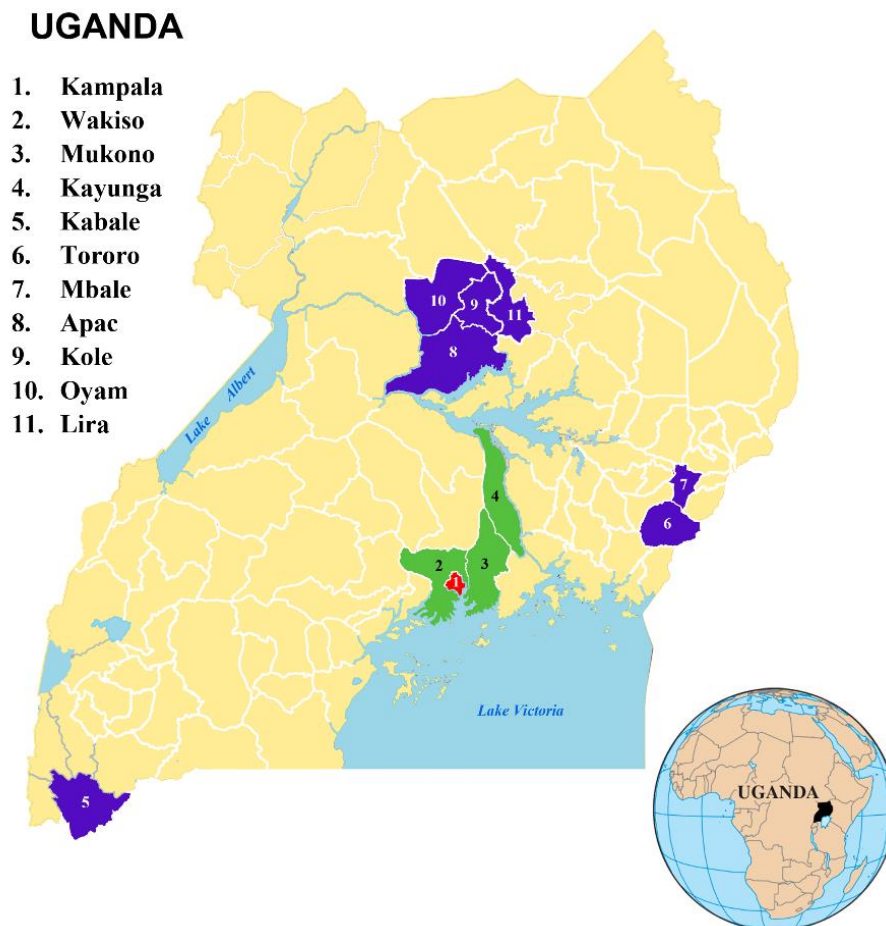 UGANDA
1. Kampala
2. Wakiso
3. Mukono
4. Kayunga
5. Kabale
6. Tororo
7. Mbale
8. Apac
9. Kole
10. Oyam
11. Lira
10
9
11
8
Lake Albert
4
7
6
2
3
1
Lake Victoria
5
UGANDA